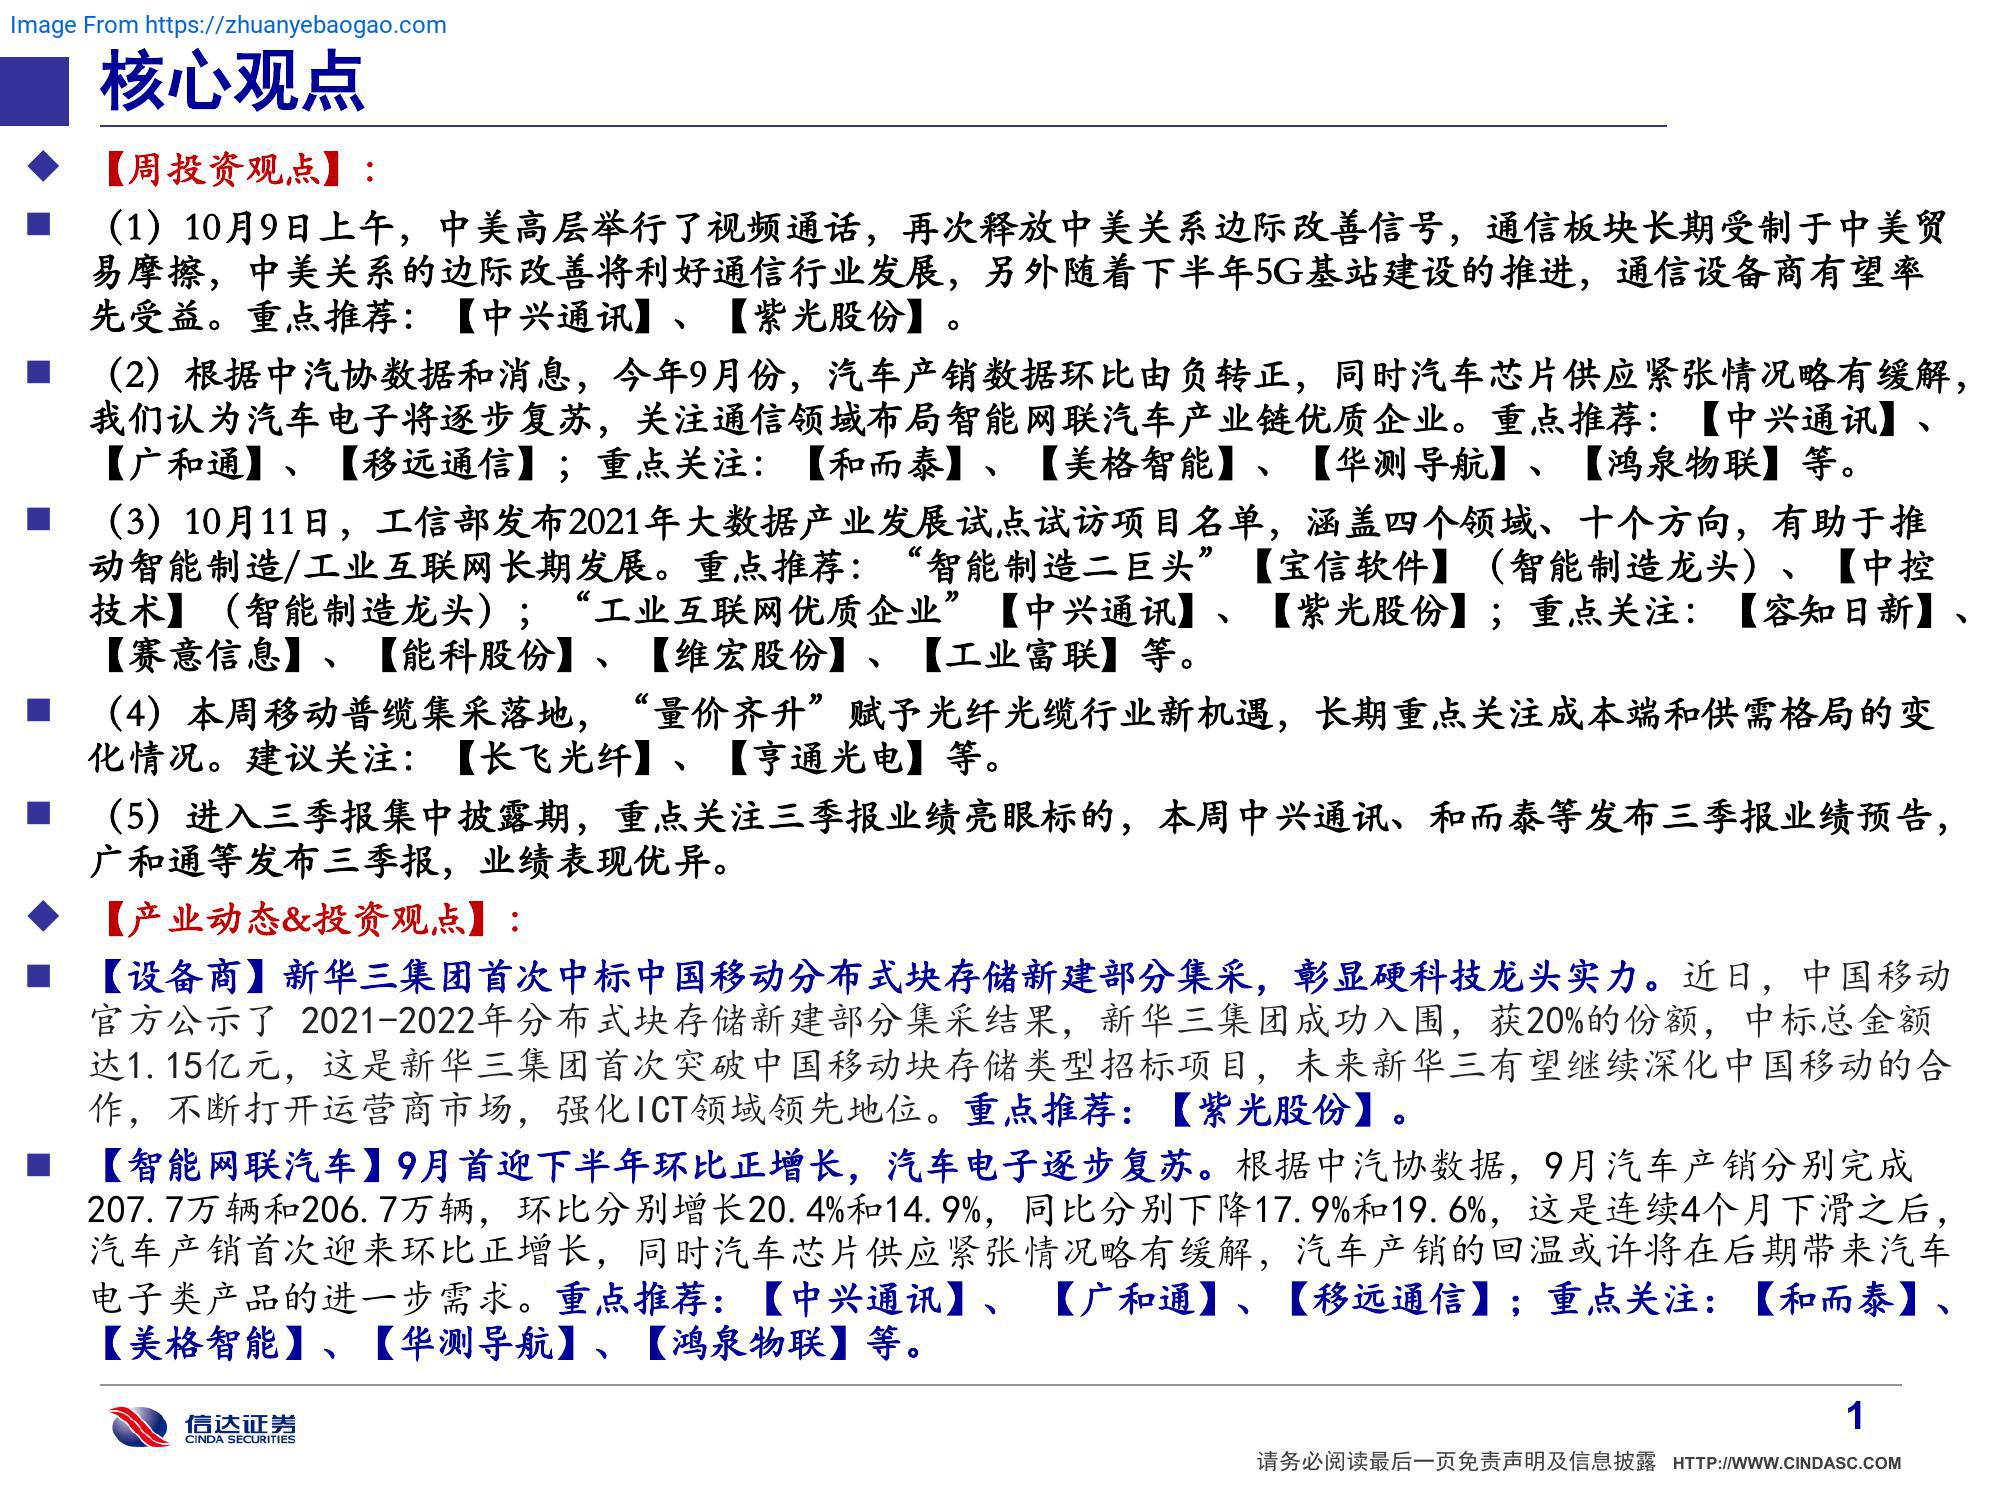 Image From https://zhuanyebaogao.com
核心观点
【周投资观点】：
（1）10月9日上午，中美高层举行了视频通话，再次释放中美关系边际改善信号，通信板块长期受制于中美贸
易摩擦，中美关系的边际改善将利好通信行业发展，另外随着下半年5G基站建设的推进，通信设备商有望率
先受益。重点推荐：【中兴通讯】、【紫光股份】。
（2）根据中汽协数据和消息，今年9月份，汽车产销数据环比由负转正，同时汽车芯片供应紧张情况略有缓解，
我们认为汽车电子将逐步复苏，关注通信领域布局智能网联汽车产业链优质企业。重点推荐：【中兴通讯】、
【广和通】、【移远通信】；重点关注：【和而泰】、【美格智能】、【华测导航】、【鸿泉物联】等。
（3）10月11日，工信部发布2021年大数据产业发展试点试访项目名单，涵盖四个领域、十个方向，有助于推
动智能制造/工业互联网长期发展。重点推荐：“智能制造二巨头”【宝信软件】（智能制造龙头）、【中控
技术】（智能制造龙头）；“工业互联网优质企业”【中兴通讯】、【紫光股份】；重点关注：【容知日新】、
【赛意信息】、【能科股份】、【维宏股份】、【工业富联】等。
（4）本周移动普缆集采落地，“量价齐升”赋予光纤光缆行业新机遇，长期重点关注成本端和供需格局的变
化情况。建议关注：【长飞光纤】、【亨通光电】等。
（5）进入三季报集中披露期，重点关注三季报业绩亮眼标的，本周中兴通讯、和而泰等发布三季报业绩预告，
广和通等发布三季报，业绩表现优异。
【产业动态&投资观点】：
【设备商】新华三集团首次中标中国移动分布式块存储新建部分集采，彰显硬科技龙头实力。近日，中国移动
官方公示了 2021-2022年分布式块存储新建部分集采结果，新华三集团成功入围，获20%的份额，中标总金额
达1.15亿元，这是新华三集团首次突破中国移动块存储类型招标项目，未来新华三有望继续深化中国移动的合
作，不断打开运营商市场，强化ICT领域领先地位。重点推荐：【紫光股份】。
【智能网联汽车】9月首迎下半年环比正增长，汽车电子逐步复苏。根据中汽协数据，9月汽车产销分别完成
207.7万辆和206.7万辆，环比分别增长20.4%和14.9%，同比分别下降17.9%和19.6%，这是连续4个月下滑之后，
汽车产销首次迎来环比正增长，同时汽车芯片供应紧张情况略有缓解，汽车产销的回温或许将在后期带来汽车
电子类产品的进一步需求。重点推荐：【中兴通讯】、 【广和通】、【移远通信】；重点关注：【和而泰】、
【美格智能】、【华测导航】、【鸿泉物联】等。
信达证券
CINDA SECURITIES
1
请务必阅读最后一页免责声明及信息披露 HTTP://WWW.CINDASC.COM